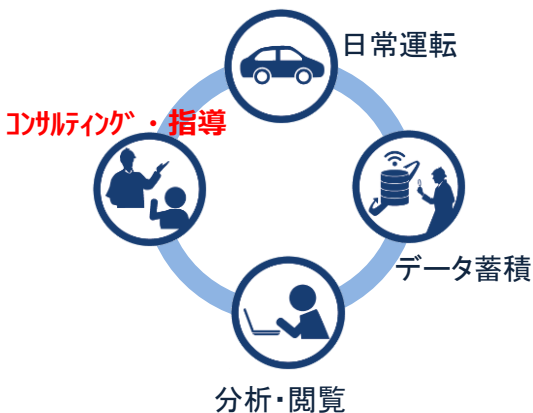 日常運転
コンサルティング・指導
データ蓄積
分析・閲覧